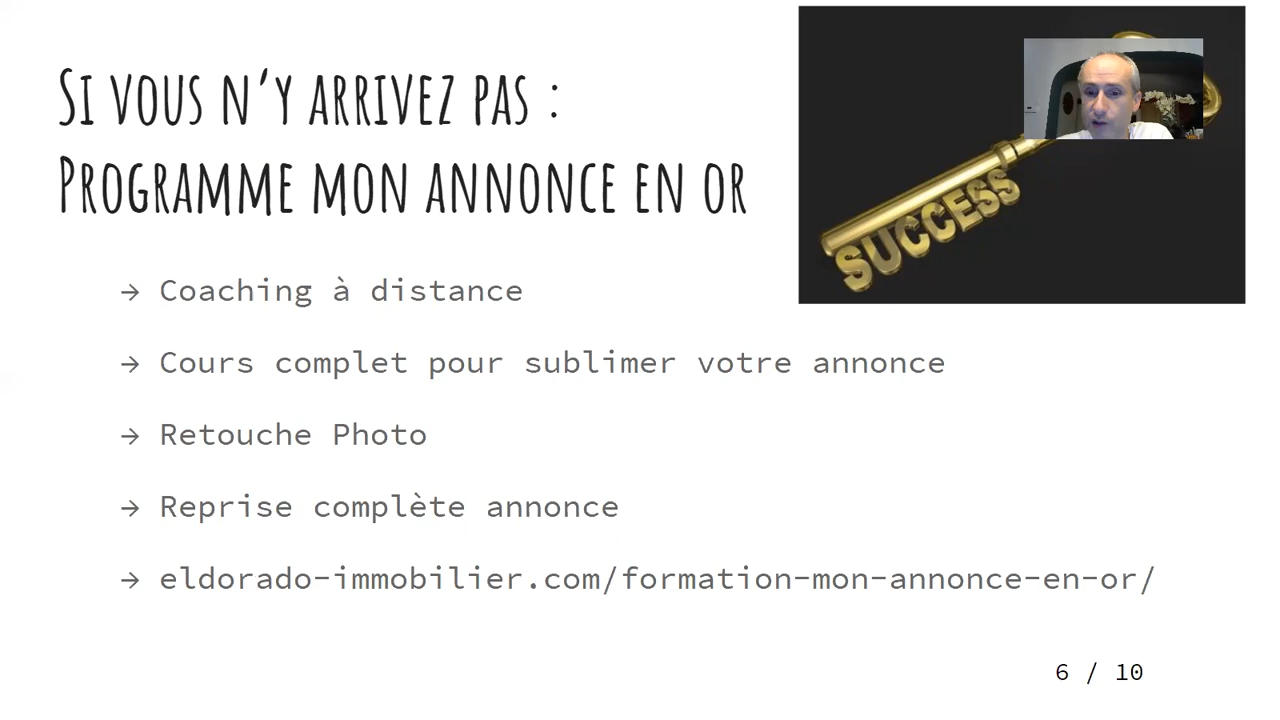 Si vous n'y arrivez pas :
Programme mon annonce en or
SUCCESS
→ Coaching à distance
→ Cours complet pour sublimer votre annonce
→ Retouche Photo
→ Reprise complète annonce
→ eldorado-immobilier.com/formation-mon-annonce-en-or/
6 / 10